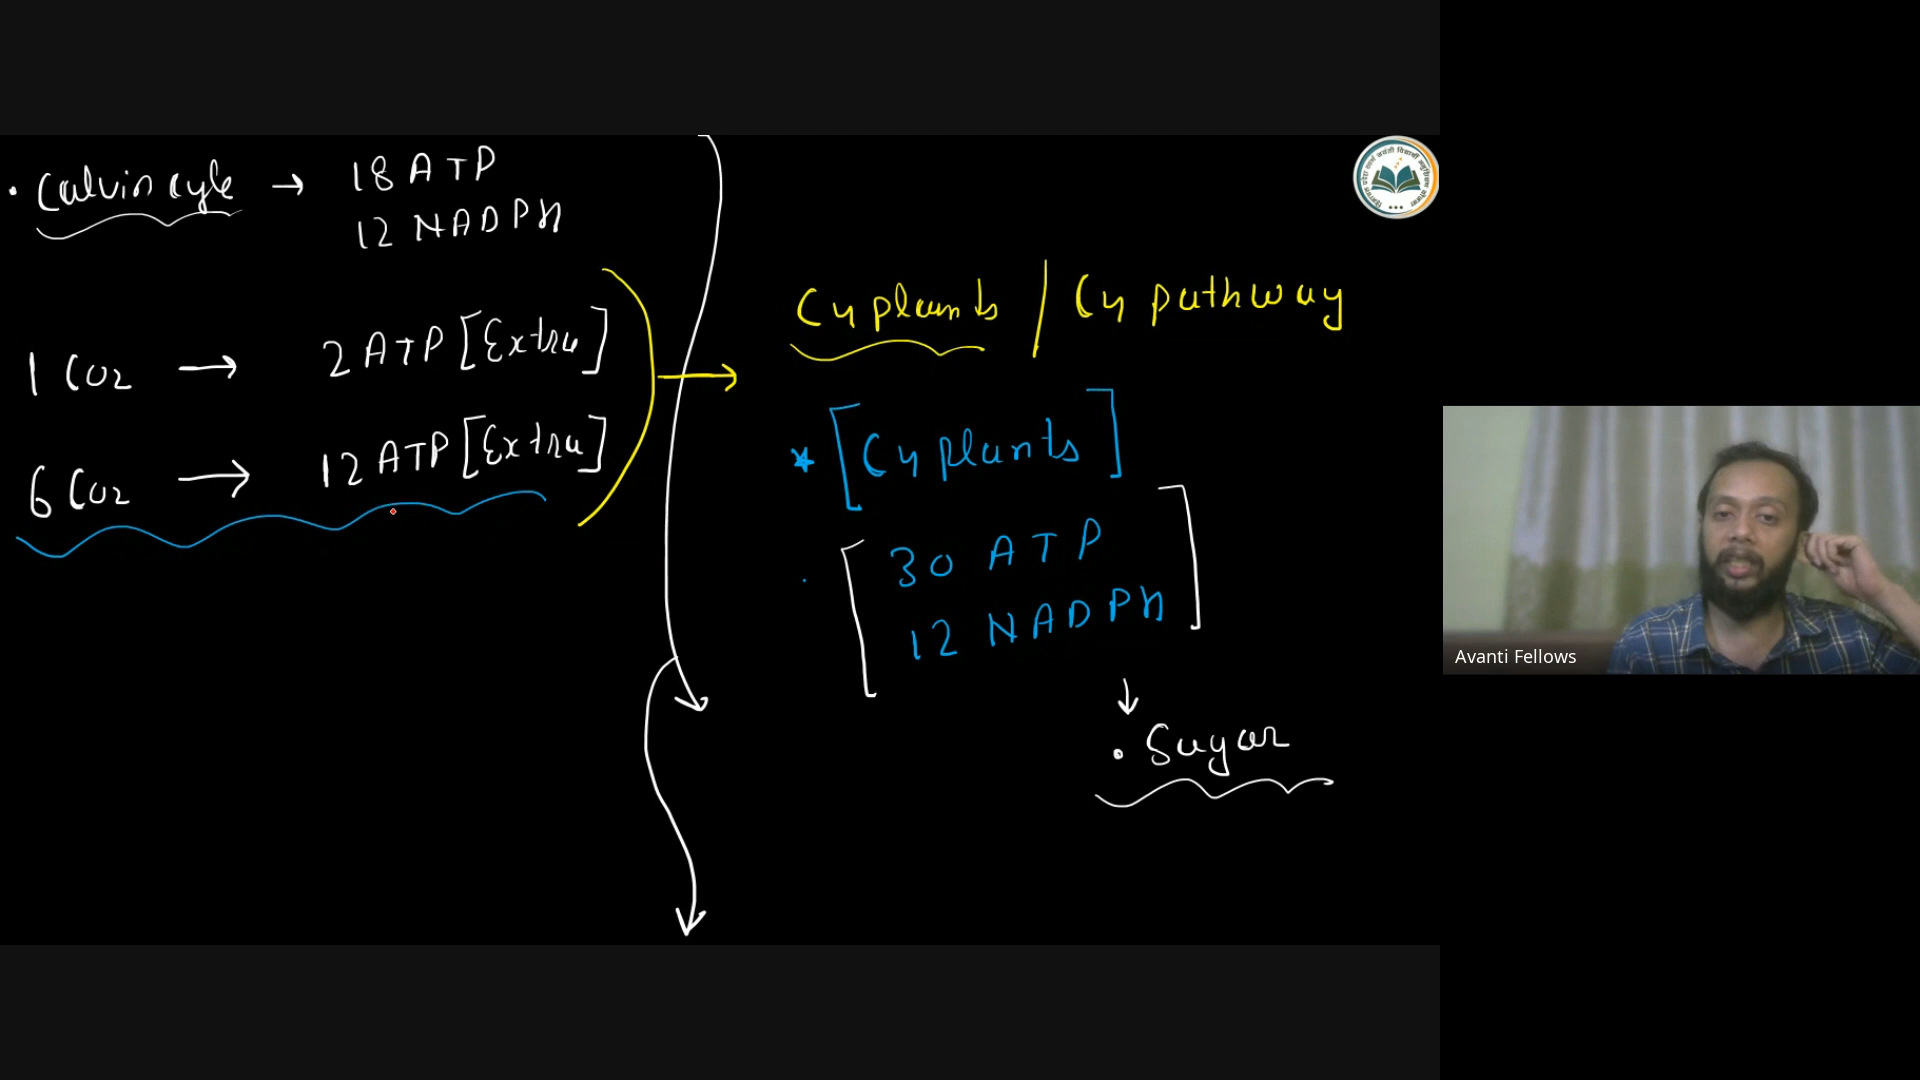 . Calvin cyle → 18 ATP
12 NADPH
1 CO2 → 2 ATP [Extra]
6 CO2 → 12 ATP [Extra]
C4 plants / C4 pathway
* [C4 plants]
[30 ATP
12 NADPH]
↓
. Sugar
Avanti Fellows